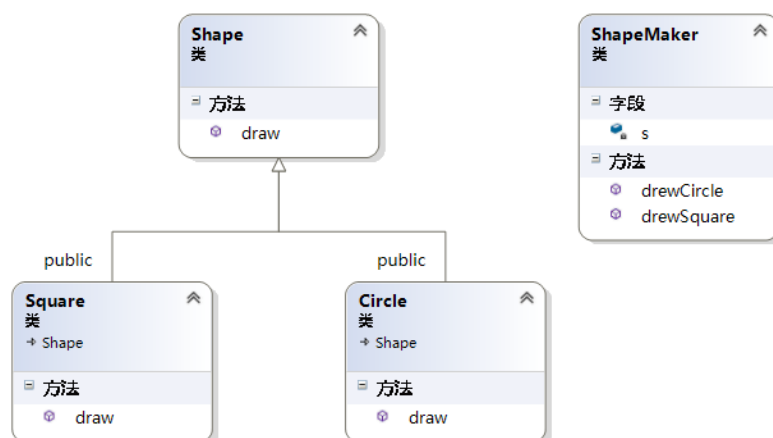 Shape
类
方法
draw
ShapeMaker
类
字段
s
方法
drewCircle
drewSquare
public
public
Square
类
Shape
方法
draw
Circle
类
Shape
方法
draw